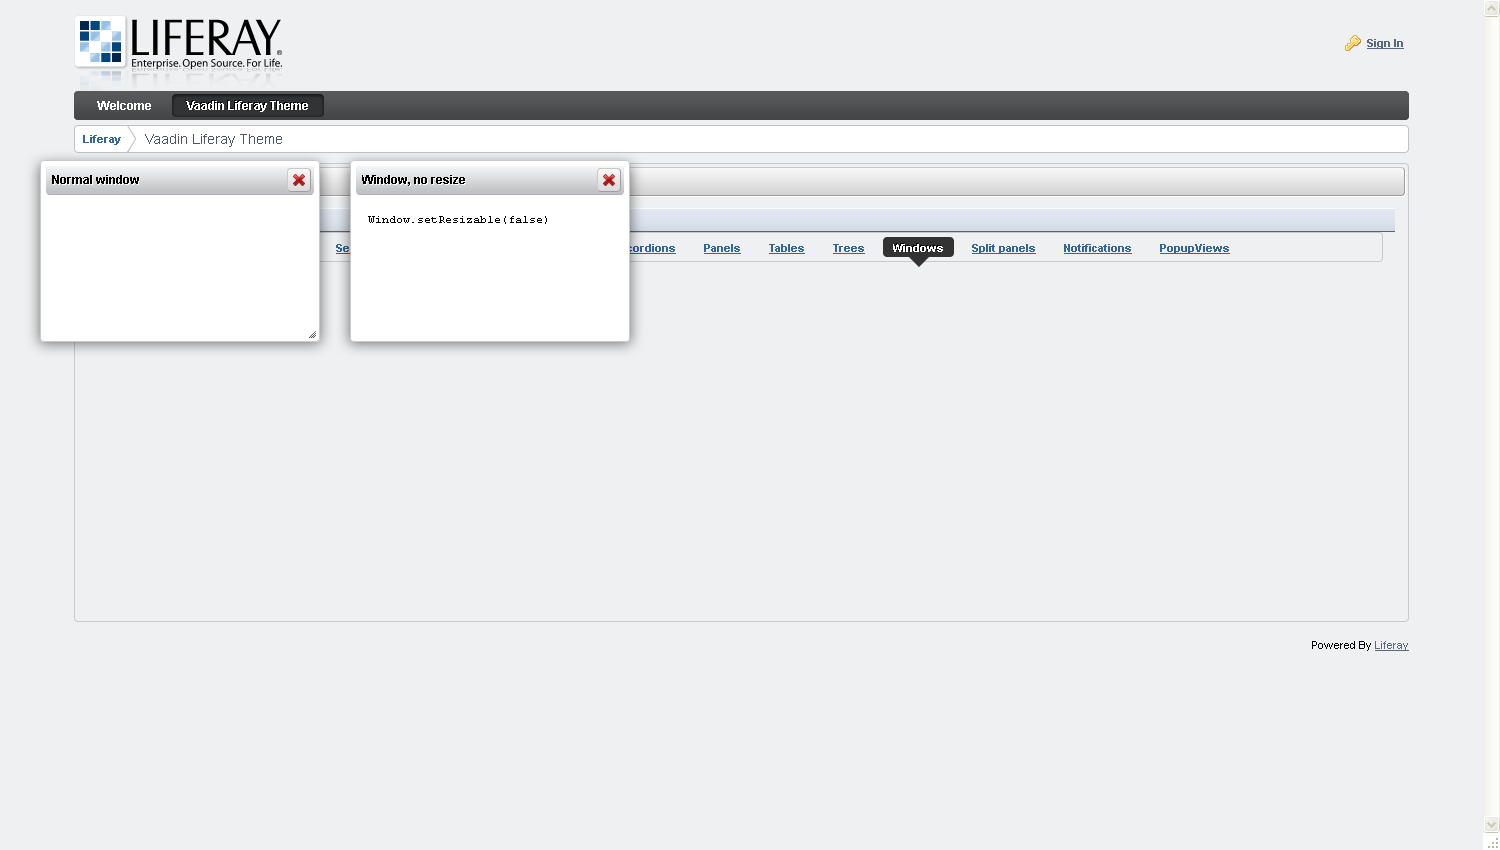 LIFERAY®
Enterprise. Open Source. For Life.
Sign In
Welcome
Vaadin Liferay Theme
Liferay
Vaadin Liferay Theme
Normal window
Window, no resize
Window.setResizable(false)
Se
cordions
Panels
Tables
Trees
Windows
Split panels
Notifications
PopupViews
Powered By Liferay